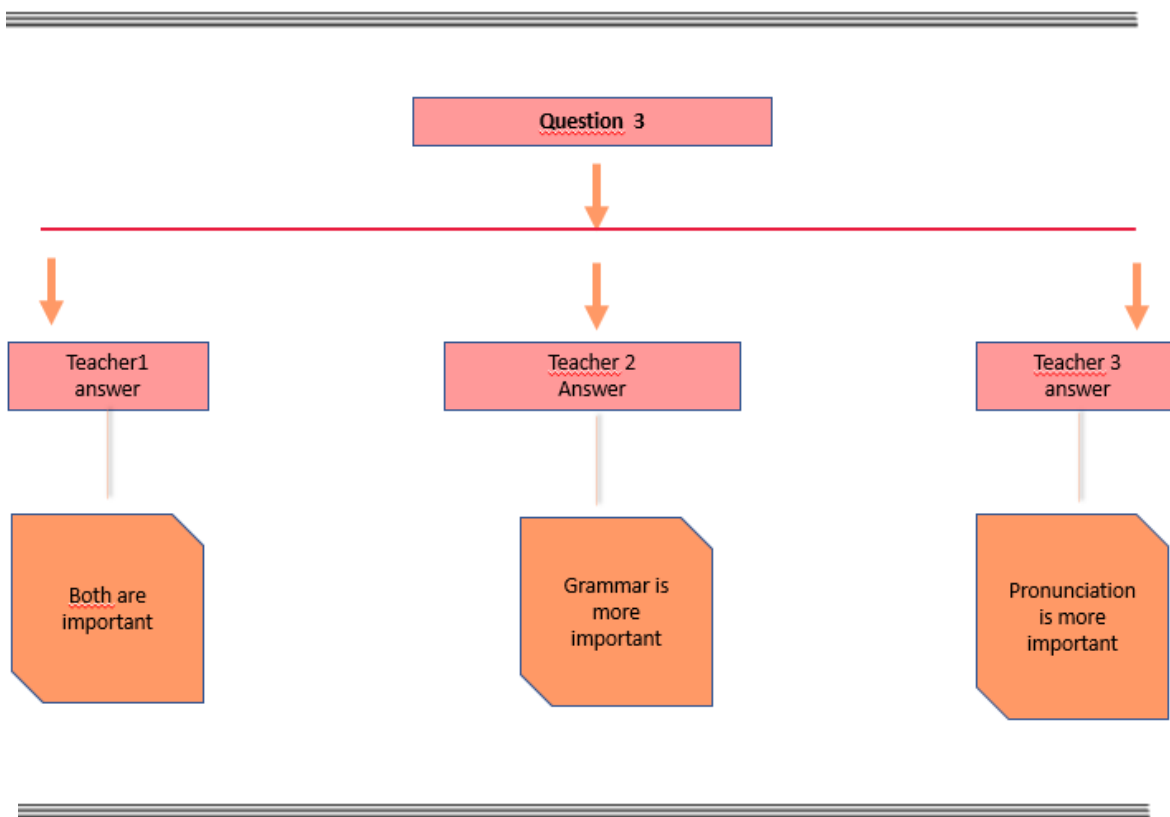 Question 3
Teacher1
answer
Teacher 2
Answer
Teacher 3
answer
Both are
important
Grammar is
more
important
Pronunciation
is more
important